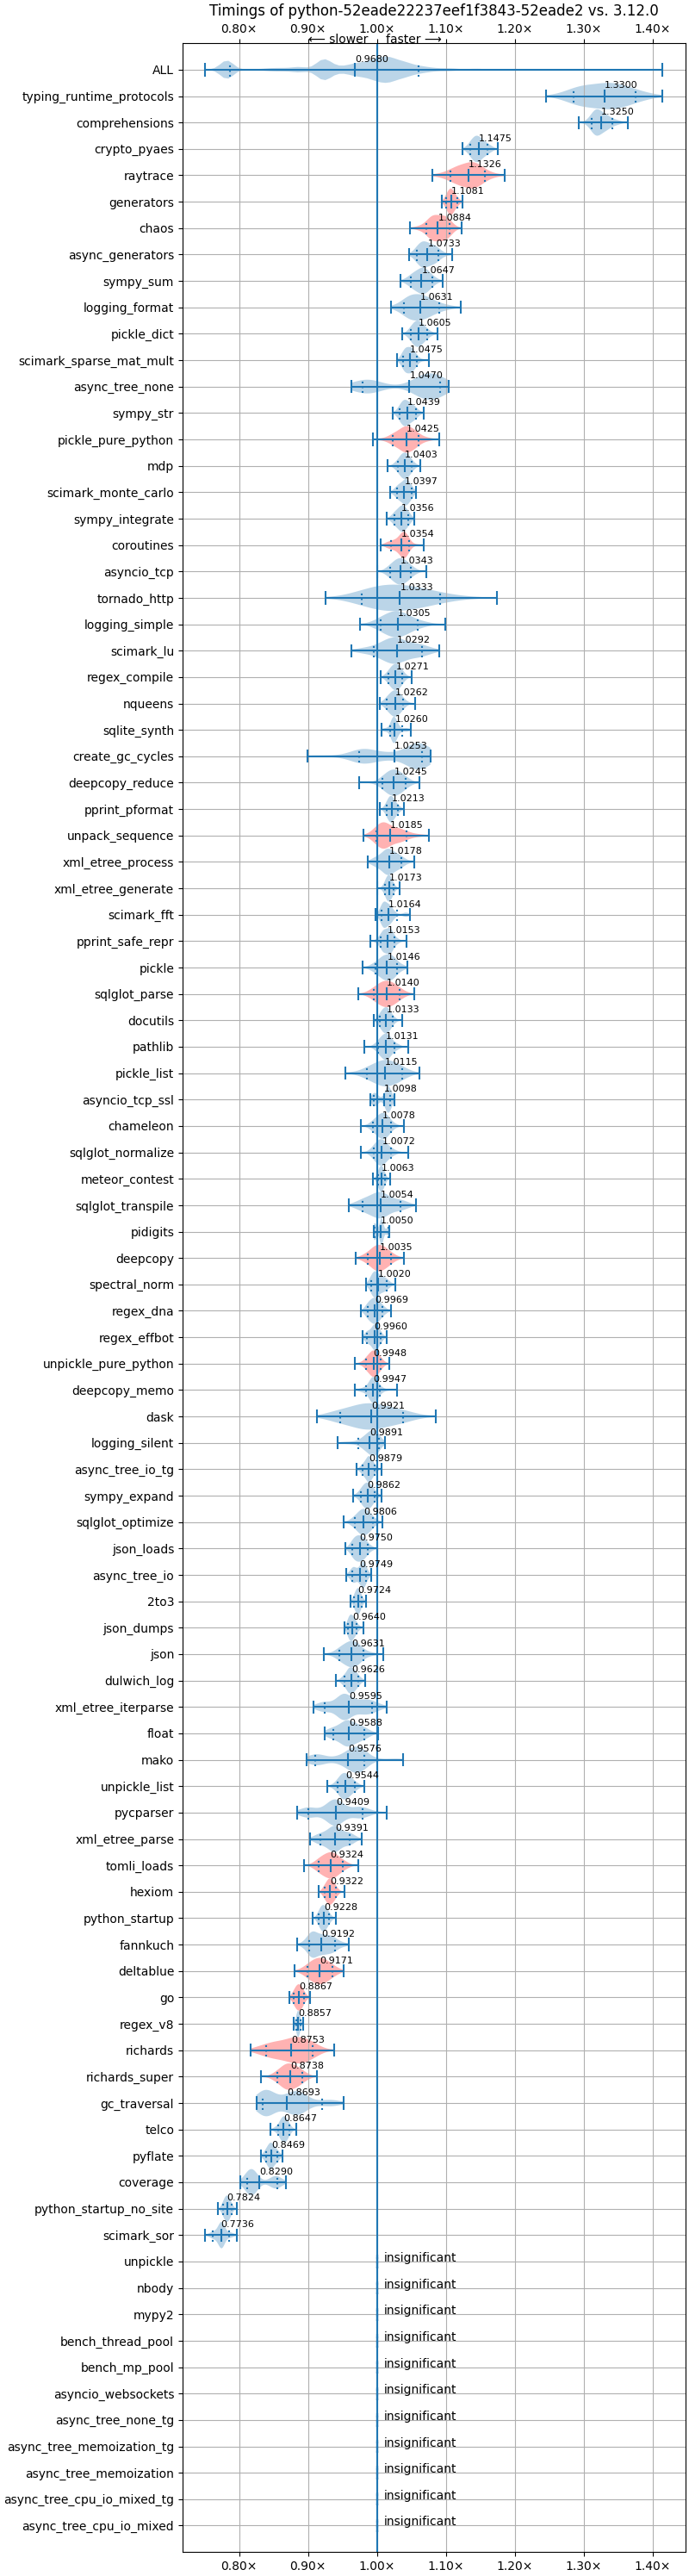 Timings of python-52eade22237eef1f3843-52eade2 vs. 3.12.0
0.80× 0.90× 1.00× 1.10× 1.20× 1.30× 1.40×
⟵ slower faster ⟶
ALL 0.9680
typing_runtime_protocols 1.3300
comprehensions 1.3250
crypto_pyaes 1.1475
raytrace 1.1326
generators 1.1081
chaos 1.0884
async_generators 1.0733
sympy_sum 1.0647
logging_format 1.0631
pickle_dict 1.0605
scimark_sparse_mat_mult 1.0475
async_tree_none 1.0470
sympy_str 1.0439
pickle_pure_python 1.0425
mdp 1.0403
scimark_monte_carlo 1.0397
sympy_integrate 1.0356
coroutines 1.0354
asyncio_tcp 1.0343
tornado_http 1.0333
logging_simple 1.0305
scimark_lu 1.0292
regex_compile 1.0271
nqueens 1.0262
sqlite_synth 1.0260
create_gc_cycles 1.0253
deepcopy_reduce 1.0245
pprint_pformat 1.0213
unpack_sequence 1.0185
xml_etree_process 1.0178
xml_etree_generate 1.0173
scimark_fft 1.0164
pprint_safe_repr 1.0153
pickle 1.0146
sqlglot_parse 1.0140
docutils 1.0133
pathlib 1.0131
pickle_list 1.0115
asyncio_tcp_ssl 1.0098
chameleon 1.0078
sqlglot_normalize 1.0072
meteor_contest 1.0063
sqlglot_transpile 1.0054
pidigits 1.0050
deepcopy 1.0035
spectral_norm 1.0020
regex_dna 0.9969
regex_effbot 0.9960
unpickle_pure_python 0.9948
deepcopy_memo 0.9947
dask 0.9921
logging_silent 0.9891
async_tree_io_tg 0.9879
sympy_expand 0.9862
sqlglot_optimize 0.9806
json_loads 0.9750
async_tree_io 0.9749
2to3 0.9724
json_dumps 0.9640
json 0.9631
dulwich_log 0.9626
xml_etree_iterparse 0.9595
float 0.9588
mako 0.9576
unpickle_list 0.9544
pycparser 0.9409
xml_etree_parse 0.9391
tomli_loads 0.9324
hexiom 0.9322
python_startup 0.9228
fannkuch 0.9192
deltablue 0.9171
go 0.8867
regex_v8 0.8857
richards 0.8753
richards_super 0.8738
gc_traversal 0.8693
telco 0.8647
pyflate 0.8469
coverage 0.8290
python_startup_no_site 0.7824
scimark_sor 0.7736
unpickle insignificant
nbody insignificant
mypy2 insignificant
bench_thread_pool insignificant
bench_mp_pool insignificant
asyncio_websockets insignificant
async_tree_none_tg insignificant
async_tree_memoization_tg insignificant
async_tree_memoization insignificant
async_tree_cpu_io_mixed_tg insignificant
async_tree_cpu_io_mixed insignificant
0.80× 0.90× 1.00× 1.10× 1.20× 1.30× 1.40×